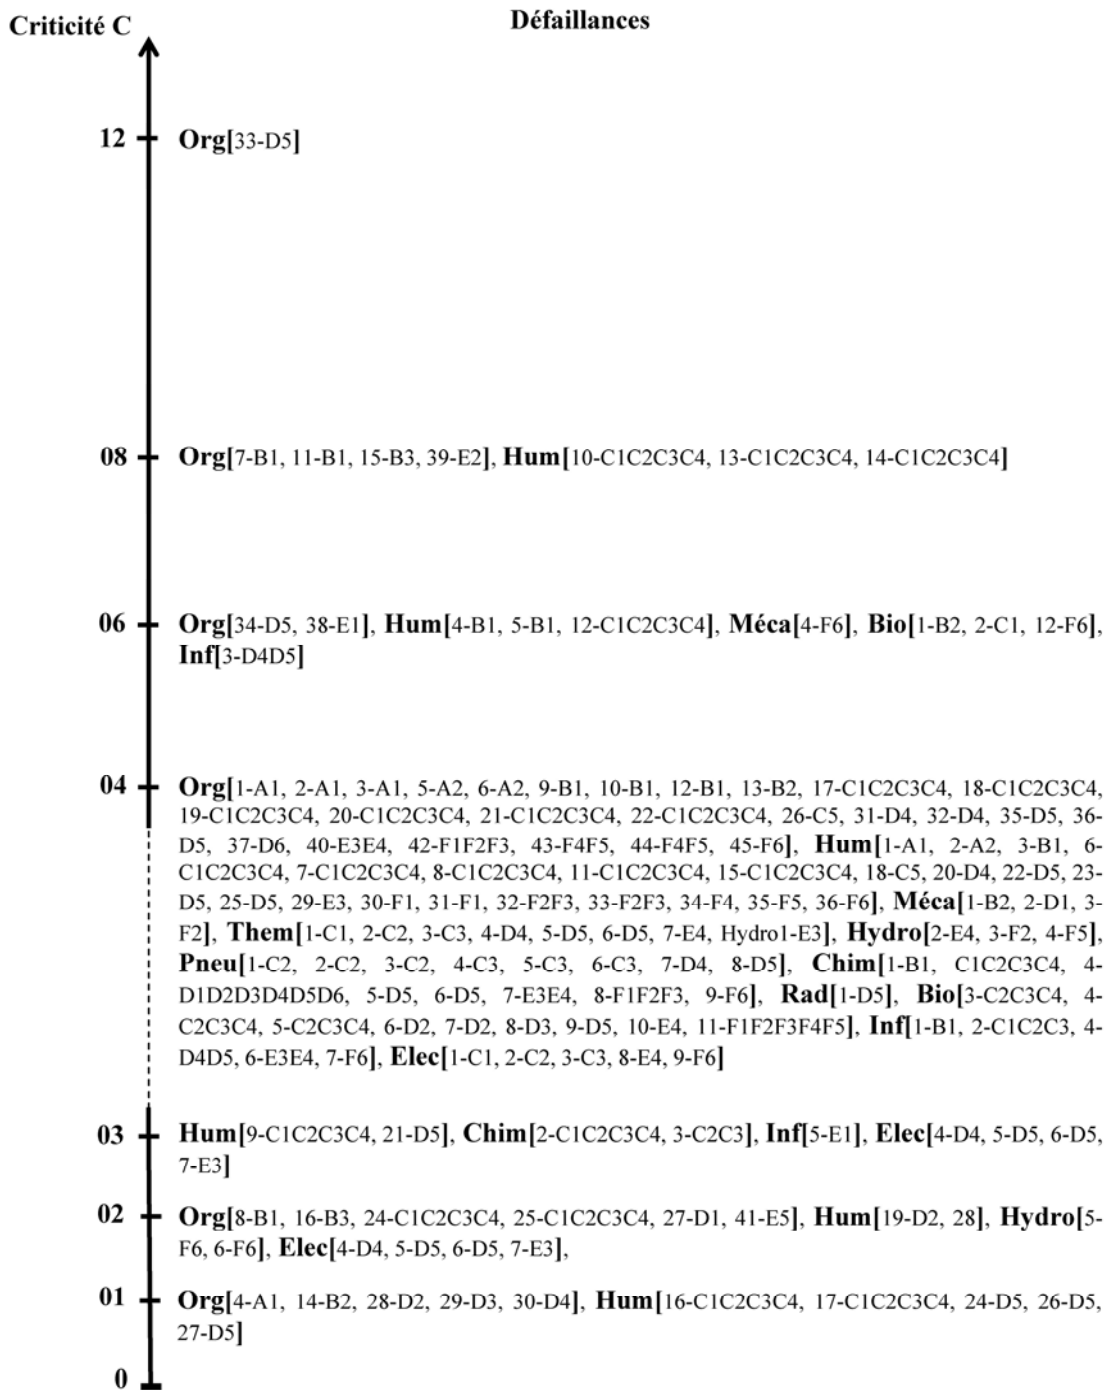 Criticité C
Défaillances
12
Org[33-D5]
08
Org[7-B1, 11-B1, 15-B3, 39-E2], Hum[10-C1C2C3C4, 13-C1C2C3C4, 14-C1C2C3C4]
06
Org[34-D5, 38-E1], Hum[4-B1, 5-B1, 12-C1C2C3C4], Méca[4-F6], Bio[1-B2, 2-C1, 12-F6],
Inf[3-D4D5]
04
Org[1-A1, 2-A1, 3-A1, 5-A2, 6-A2, 9-B1, 10-B1, 12-B1, 13-B2, 17-C1C2C3C4, 18-C1C2C3C4,
19-C1C2C3C4, 20-C1C2C3C4, 21-C1C2C3C4, 22-C1C2C3C4, 26-C5, 31-D4, 32-D4, 35-D5, 36-
D5, 37-D6, 40-E3E4, 42-F1F2F3, 43-F4F5, 44-F4F5, 45-F6], Hum[1-A1, 2-A2, 3-B1, 6-
C1C2C3C4, 7-C1C2C3C4, 8-C1C2C3C4, 11-C1C2C3C4, 15-C1C2C3C4, 18-C5, 20-D4, 22-D5, 23-
D5, 25-D5, 29-E3, 30-F1, 31-F1, 32-F2F3, 33-F2F3, 34-F4, 35-F5, 36-F6], Méca[1-B2, 2-D1, 3-
F2], Them[1-C1, 2-C2, 3-C3, 4-D4, 5-D5, 6-D5, 7-E4, Hydro1-E3], Hydro[2-E4, 3-F2, 4-F5],
Pneu[1-C2, 2-C2, 3-C2, 4-C3, 5-C3, 6-C3, 7-D4, 8-D5], Chim[1-B1, C1C2C3C4, 4-
D1D2D3D4D5D6, 5-D5, 6-D5, 7-E3E4, 8-F1F2F3, 9-F6], Rad[1-D5], Bio[3-C2C3C4, 4-
C2C3C4, 5-C2C3C4, 6-D2, 7-D2, 8-D3, 9-D5, 10-E4, 11-F1F2F3F4F5], Inf[1-B1, 2-C1C2C3, 4-
D4D5, 6-E3E4, 7-F6], Elec[1-C1, 2-C2, 3-C3, 8-E4, 9-F6]
03
Hum[9-C1C2C3C4, 21-D5], Chim[2-C1C2C3C4, 3-C2C3], Inf[5-E1], Elec[4-D4, 5-D5, 6-D5,
7-E3]
02
Org[8-B1, 16-B3, 24-C1C2C3C4, 25-C1C2C3C4, 27-D1, 41-E5], Hum[19-D2, 28], Hydro[5-
F6, 6-F6], Elec[4-D4, 5-D5, 6-D5, 7-E3],
01
Org[4-A1, 14-B2, 28-D2, 29-D3, 30-D4], Hum[16-C1C2C3C4, 17-C1C2C3C4, 24-D5, 26-D5,
27-D5]
0